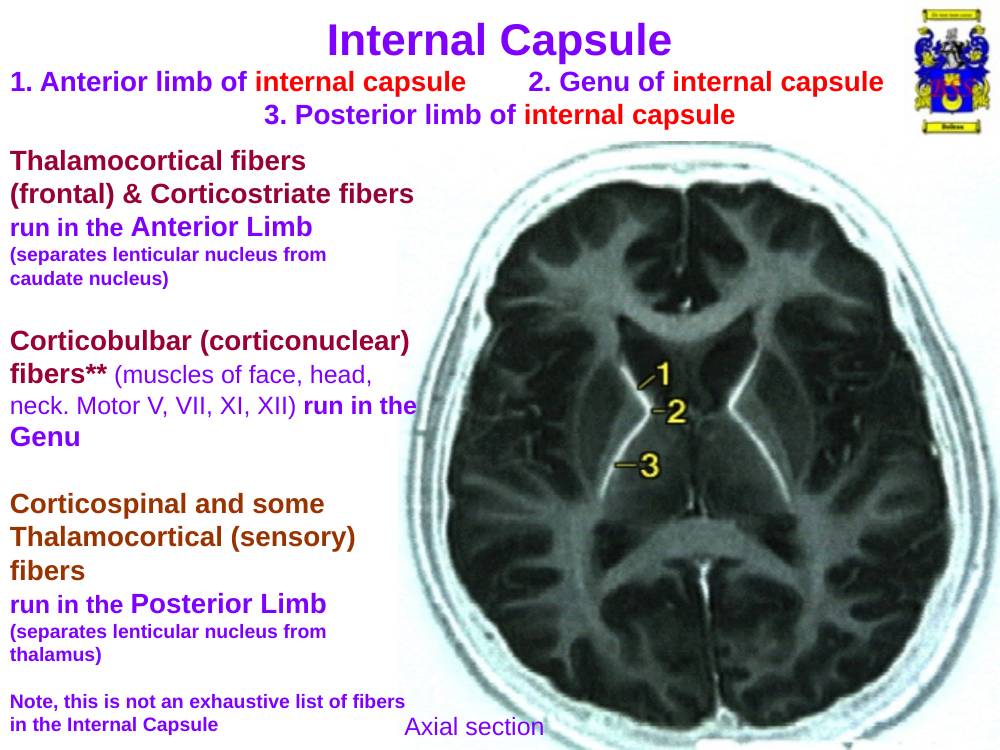 Internal Capsule
1. Anterior limb of internal capsule 2. Genu of internal capsule
3. Posterior limb of internal capsule
Thalamocortical fibers
(frontal) & Corticostriate fibers
run in the Anterior Limb
(separates lenticular nucleus from
caudate nucleus)
Corticobulbar (corticonuclear)
fibers** (muscles of face, head,
neck. Motor V, VII, XI, XII) run in the
Genu
Corticospinal and some
Thalamocortical (sensory)
fibers
run in the Posterior Limb
(separates lenticular nucleus from
thalamus)
Note, this is not an exhaustive list of fibers
in the Internal Capsule
1
2
3
Axial section